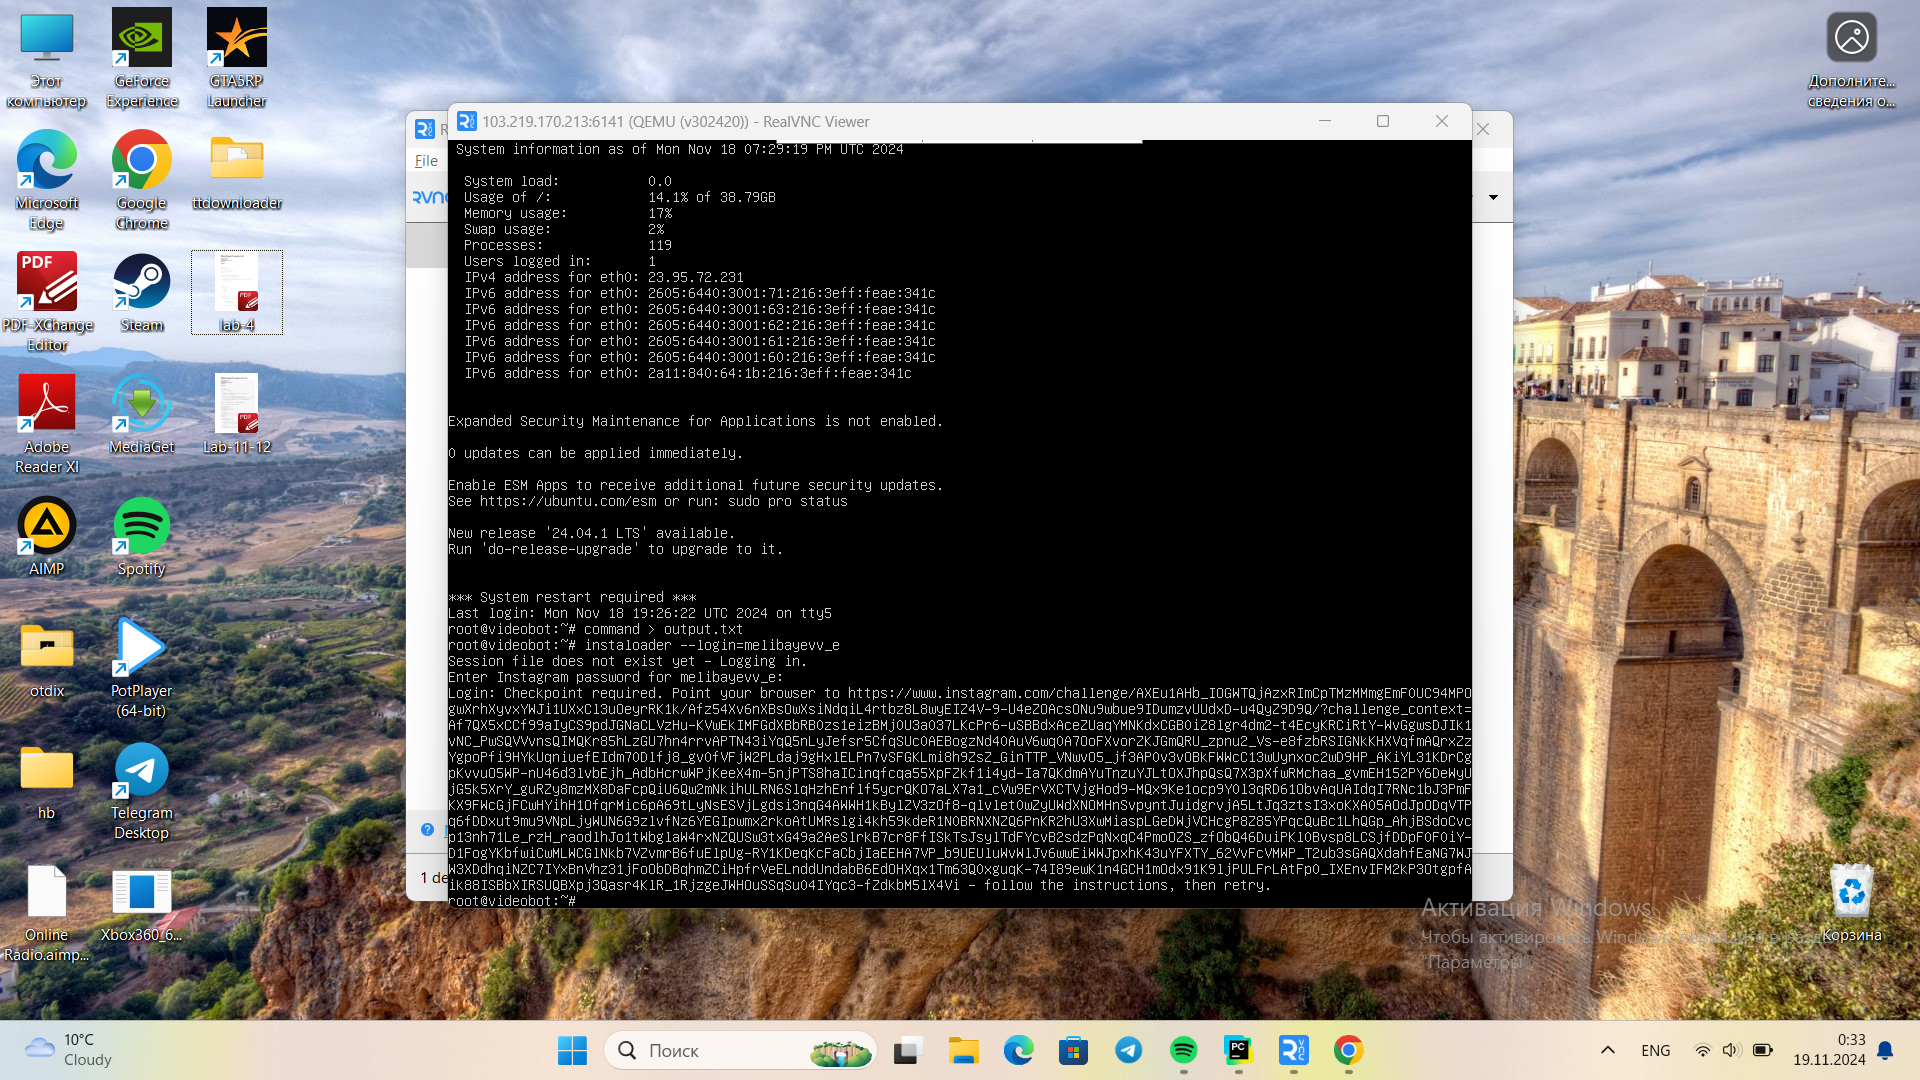 Этот компьютер
GeForce Experience
GTA5RP Launcher
Microsoft Edge
Google Chrome
ttdownloader
PDF-XChange Editor
Steam
lab-4
Adobe Reader XI
MediaGet
Lab-11-12
AIMP
Spotify
otdix
PotPlayer (64-bit)
hb
Telegram Desktop
Online Radio.aimp...
Xbox360_6...
Дополните... сведения о...
Корзина
File
RVNC
103.219.170.213:6141 (QEMU (v302420)) - RealVNC Viewer
System information as of Mon Nov 18 07:29:19 PM UTC 2024
System load: 0.0
Usage of /: 14.1% of 38.79GB
Memory usage: 17%
Swap usage: 2%
Processes: 119
Users logged in: 1
IPv4 address for eth0: 23.95.72.231
IPv6 address for eth0: 2605:6440:3001:71:216:3eff:feae:341c
IPv6 address for eth0: 2605:6440:3001:63:216:3eff:feae:341c
IPv6 address for eth0: 2605:6440:3001:62:216:3eff:feae:341c
IPv6 address for eth0: 2605:6440:3001:61:216:3eff:feae:341c
IPv6 address for eth0: 2605:6440:3001:60:216:3eff:feae:341c
IPv6 address for eth0: 2a11:840:64:1b:216:3eff:feae:341c
Expanded Security Maintenance for Applications is not enabled.
0 updates can be applied immediately.
Enable ESM Apps to receive additional future security updates.
See https://ubuntu.com/esm or run: sudo pro status
New release '24.04.1 LTS' available.
Run 'do-release-upgrade' to upgrade to it.
*** System restart required ***
Last login: Mon Nov 18 19:26:22 UTC 2024 on tty5
root@videobot:~# command > output.txt
root@videobot:~# instaloader --login=melibayevv_e
Session file does not exist yet - Logging in.
Enter Instagram password for melibayevv_e:
Login: Checkpoint required. Point your browser to https://www.instagram.com/challenge/
- follow the instructions, then retry.
root@videobot:~#
1 de
Активация Windows
Чтобы активировать Windows,
"Параметры".
10°C
Cloudy
Поиск
ENG
0:33
19.11.2024